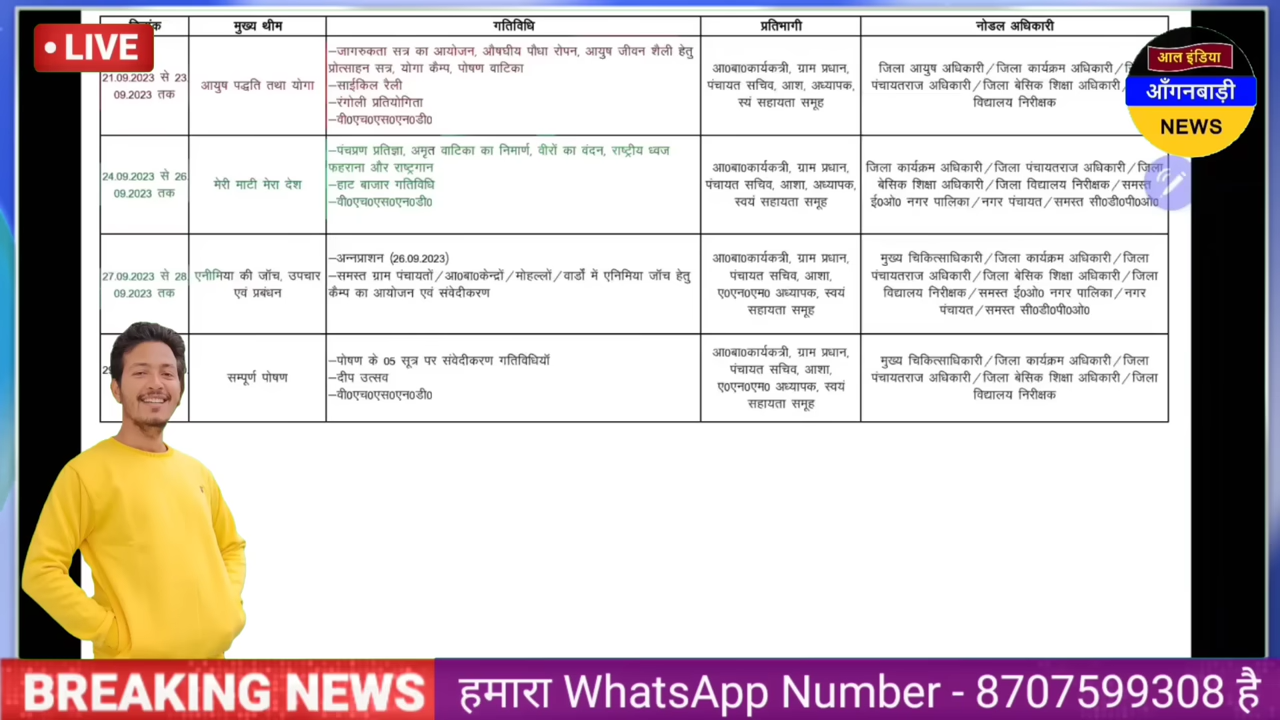 मुख्य थीम
गतिविधि
प्रतिभागी
नोडल अधिकारी
LIVE
21.09.2023 से 23
09.2023 तक
आयुष पद्धति तथा योगा
–जागरुकता सत्र का आयोजन, औषघीय पौधा रोपन, आयुष जीवन शैली हेतु
प्रोत्साहन सत्र, योगा कैम्प, पोषण वाटिका
–साईकिल रैली
–रंगोली प्रतियोगिता
–वी0एच0एस0एन0डी0
आ0बा0कार्यकत्री, ग्राम प्रधान,
पंचायत सचिव, आश, अध्यापक,
स्यं सहायता समूह
जिला आयुष अधिकारी/जिला कार्यक्रम अधिकारी/
पंचायतराज अधिकारी/जिला बेसिक शिक्षा अधिकारी/
विद्यालय निरीक्षक
आल इंडिया
आँगनबाड़ी
NEWS
24.09.2023 से 26
09.2023 तक
मेरी माटी मेरा देश
–पंचप्रण प्रतिज्ञा, अमृत वाटिका का निमार्ण, वीरों का वंदन, राष्ट्रीय ध्वज
फहराना और राष्ट्रगान
–हाट बाजार गतिविधि
–वी0एच0एस0एन0डी0
आ0बा0कार्यकत्री, ग्राम प्रधान,
पंचायत सचिव, आशा, अध्यापक,
स्वयं सहायता समूह
जिला कार्यक्रम अधिकारी/जिला पंचायतराज अधिकारी/जिला
बेसिक शिक्षा अधिकारी/जिला विद्यालय निरीक्षक/समस्त
ई0ओ0 नगर पालिका/नगर पंचायत/समस्त सी0डी0पी0ओ0
27.09.2023 से 28
09.2023 तक
एनीमिया की जॉच, उपचार
एवं प्रबंधन
–अन्नप्राशन (26.09.2023)
–समस्त ग्राम पंचायतों/आ0बा0केन्द्रों/मोहल्लों/वार्डो में एनिमिया जॉच हेतु
कैम्प का आयोजन एवं संवेदीकरण
आ0बा0कार्यकत्री, ग्राम प्रधान,
पंचायत सचिव, आशा,
ए0एन0एम0 अध्यापक, स्वयं
सहायता समूह
मुख्य चिकित्साधिकारी/जिला कार्यक्रम अधिकारी/जिला
पंचायतराज अधिकारी/जिला बेसिक शिक्षा अधिकारी/जिला
विद्यालय निरीक्षक/समस्त ई0ओ0 नगर पालिका/नगर
पंचायत/समस्त सी0डी0पी0ओ0
सम्पूर्ण पोषण
–पोषण के 05 सूत्र पर संवेदीकरण गतिविधियॉ
–दीप उत्सव
–वी0एच0एस0एन0डी0
आ0बा0कार्यकत्री, ग्राम प्रधान,
पंचायत सचिव, आशा,
ए0एन0एम0 अध्यापक, स्वयं
सहायता समूह
मुख्य चिकित्साधिकारी/जिला कार्यक्रम अधिकारी/जिला
पंचायतराज अधिकारी/जिला बेसिक शिक्षा अधिकारी/जिला
विद्यालय निरीक्षक
BREAKING NEWS
हमारा WhatsApp Number - 8707599308 है